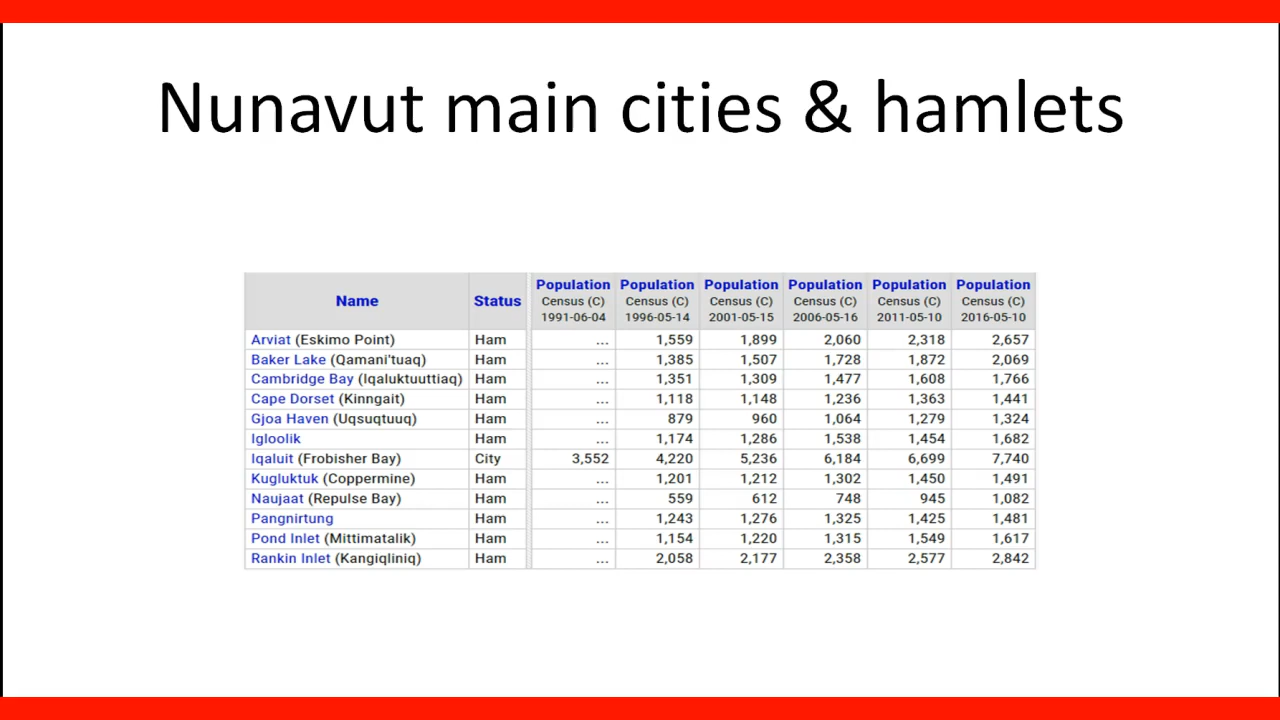 Nunavut main cities & hamlets
Name Status Population Population Population Population Population Population
Census (C) Census (C) Census (C) Census (C) Census (C) Census (C)
1991-06-04 1996-05-14 2001-05-15 2006-05-16 2011-05-10 2016-05-10
Arviat (Eskimo Point) Ham ... 1,559 1,899 2,060 2,318 2,657
Baker Lake (Qamani'tuaq) Ham ... 1,385 1,507 1,728 1,872 2,069
Cambridge Bay (Iqaluktuuttiaq) Ham ... 1,351 1,309 1,477 1,608 1,766
Cape Dorset (Kinngait) Ham ... 1,118 1,148 1,236 1,363 1,441
Gjoa Haven (Uqsuqtuuq) Ham ... 879 960 1,064 1,279 1,324
Igloolik Ham ... 1,174 1,286 1,538 1,454 1,682
Iqaluit (Frobisher Bay) City 3,552 4,220 5,236 6,184 6,699 7,740
Kugluktuk (Coppermine) Ham ... 1,201 1,212 1,302 1,450 1,491
Naujaat (Repulse Bay) Ham ... 559 612 748 945 1,082
Pangnirtung Ham ... 1,243 1,276 1,325 1,425 1,481
Pond Inlet (Mittimatalik) Ham ... 1,154 1,220 1,315 1,549 1,617
Rankin Inlet (Kangiqliniq) Ham ... 2,058 2,177 2,358 2,577 2,842